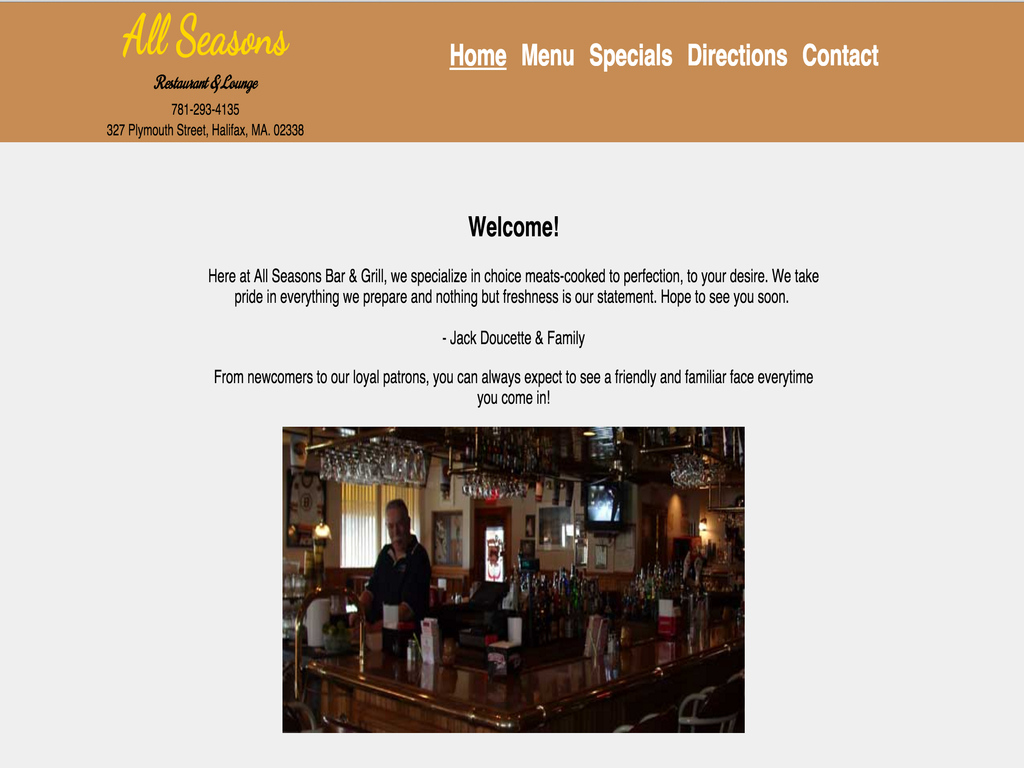 All Seasons
Restaurant & Lounge
781-293-4135
327 Plymouth Street, Halifax, MA. 02338
Home Menu Specials Directions Contact
Welcome!
Here at All Seasons Bar & Grill, we specialize in choice meats-cooked to perfection, to your desire. We take
pride in everything we prepare and nothing but freshness is our statement. Hope to see you soon.
- Jack Doucette & Family
From newcomers to our loyal patrons, you can always expect to see a friendly and familiar face everytime
you come in!